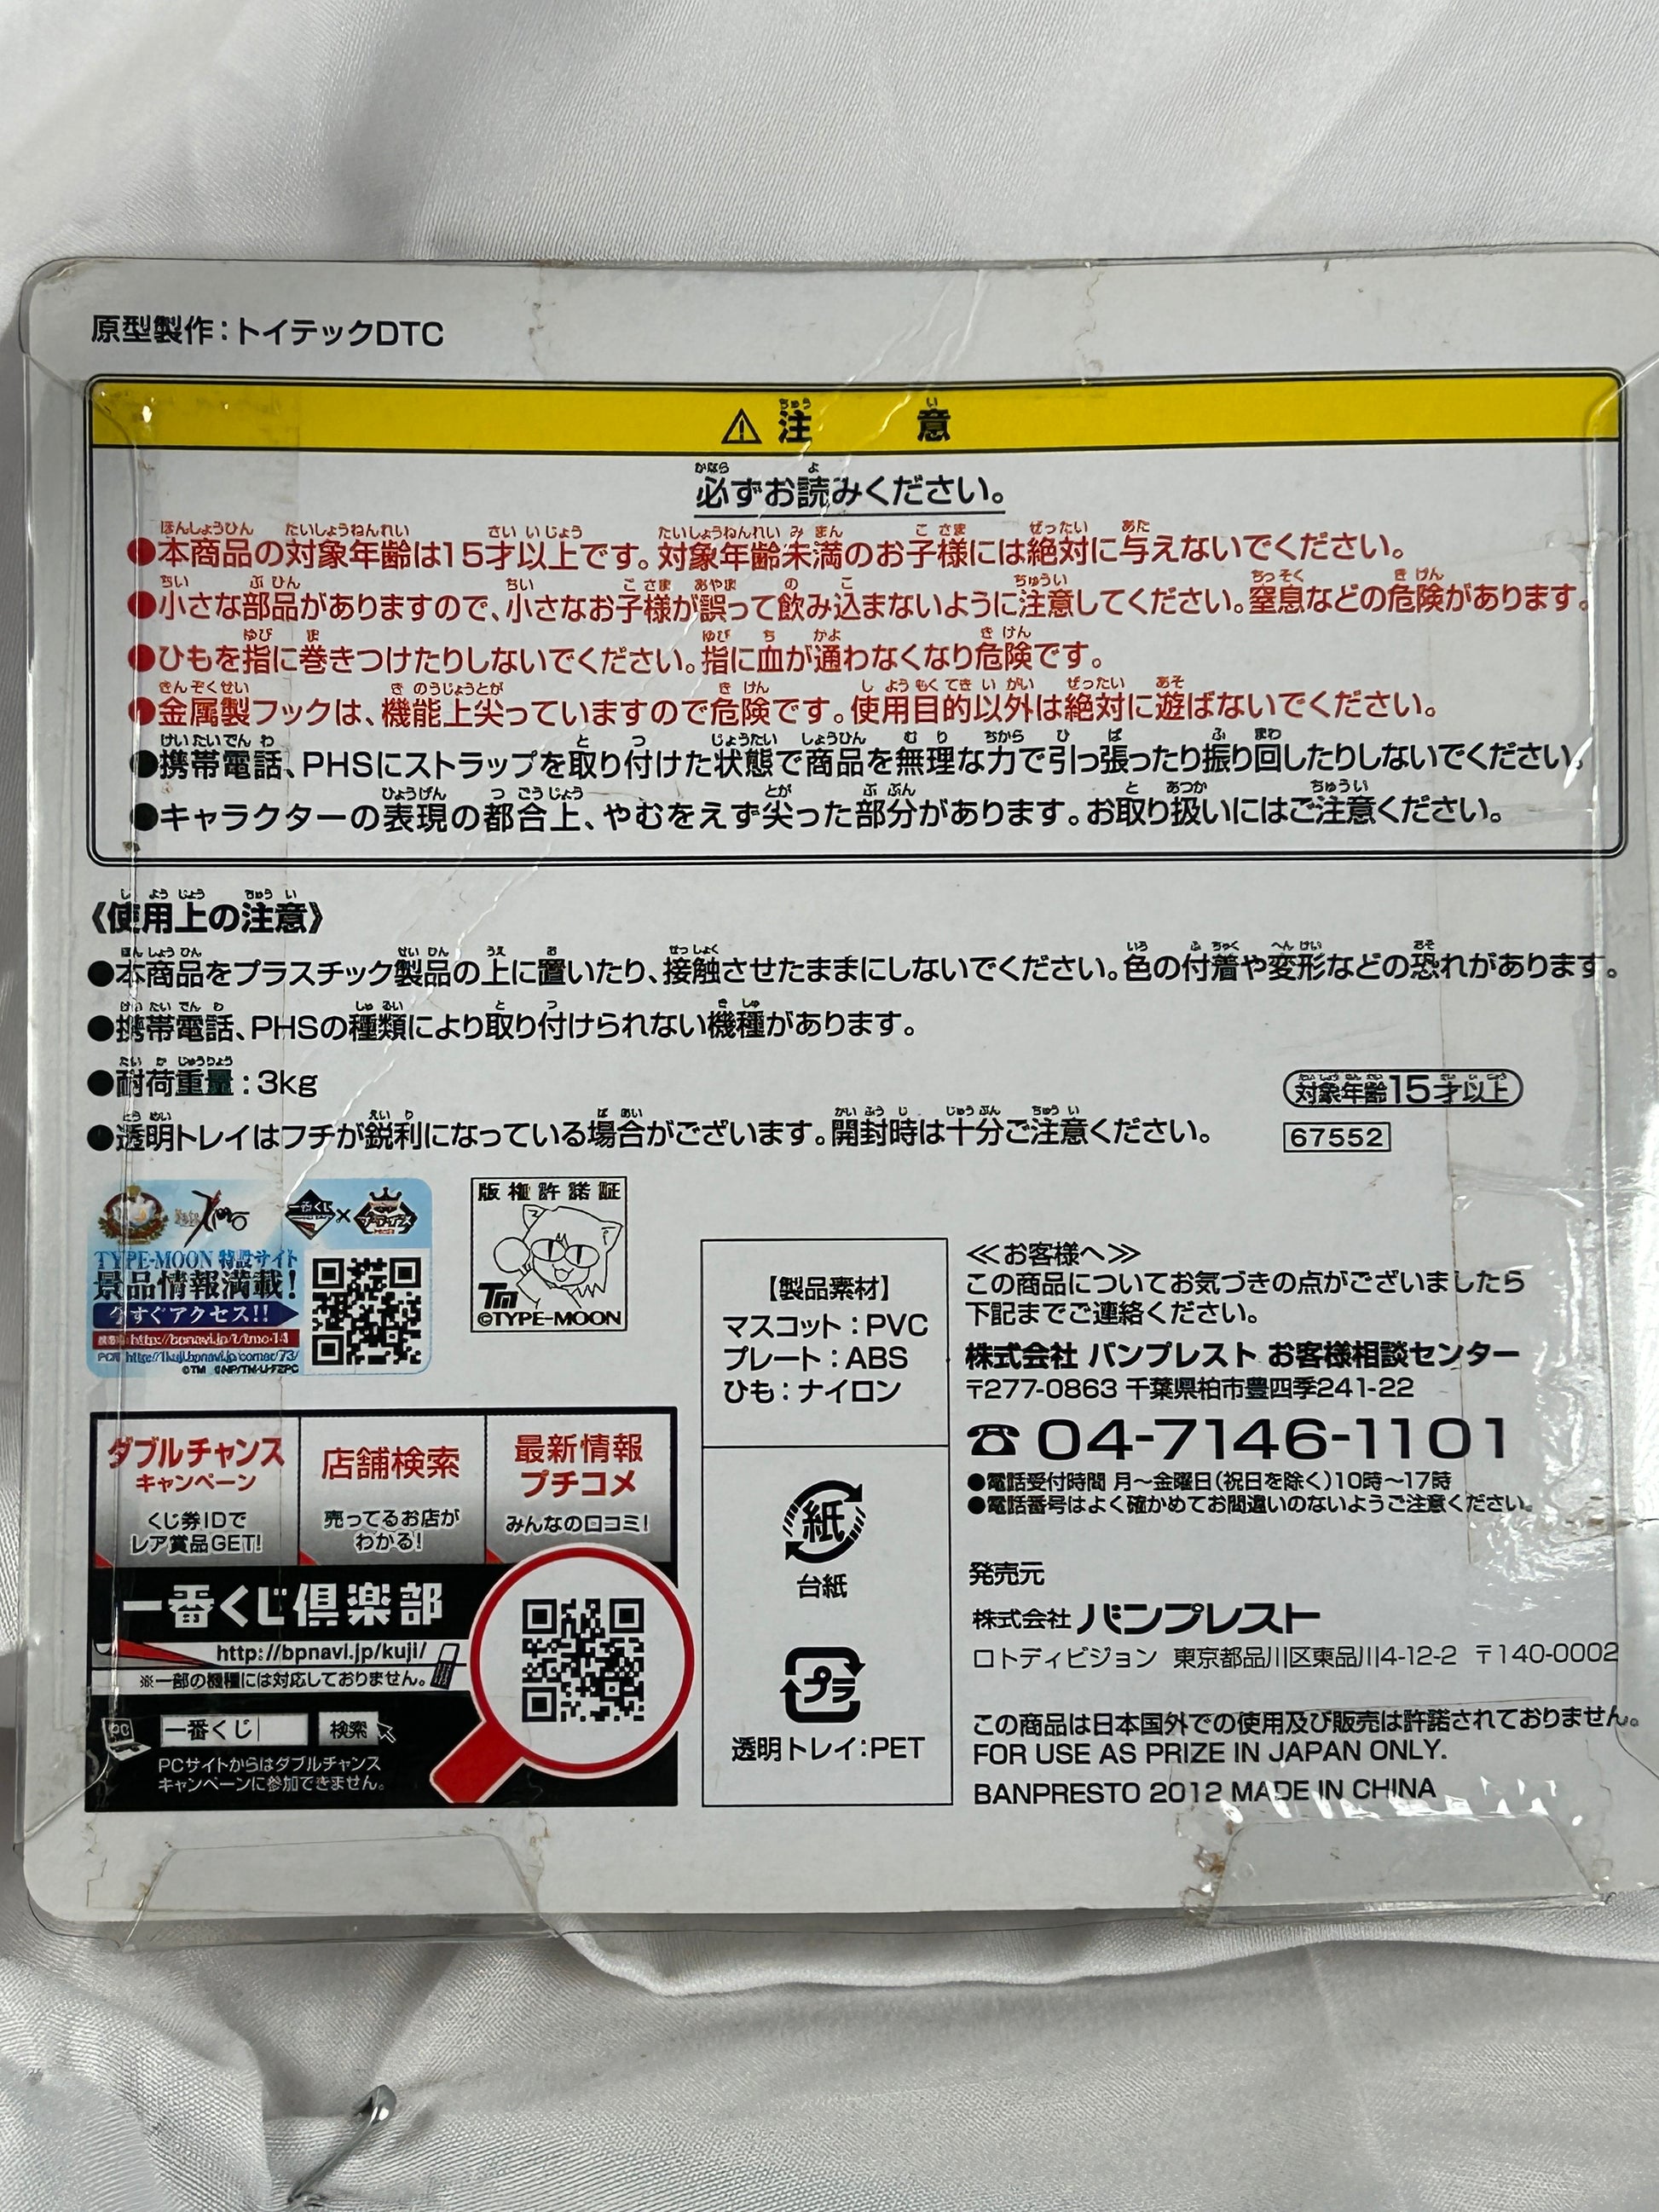 原型製作：トイテックDTC
⚠注意
必ずお読みください。
●本商品の対象年齢は15才以上です。対象年齢未満のお子様には絶対に与えないでください。
●小さな部品がありますので、小さなお子様が誤って飲み込まないように注意してください。窒息などの危険があります。
●ひもを指に巻きつけたりしないでください。指に血が通わなくなり危険です。
●金属製フックは、機能上尖っていますので危険です。使用目的以外は絶対に遊ばないでください。
●携帯電話、PHSにストラップを取り付けた状態で商品を無理な力で引っ張ったり振り回したりしないでください。
●キャラクターの表現の都合上、やむをえず尖った部分があります。お取り扱いにはご注意ください。
《使用上の注意》
●本商品をプラスチック製品の上に置いたり、接触させたままにしないでください。色の付着や変形などの恐れがあります。
●携帯電話、PHSの種類により取り付けられない機種があります。
●耐荷重量：3kg
対象年齢15才以上
●透明トレイはフチが鋭利になっている場合がございます。開封時は十分ご注意ください。
67552
一番くじ×
TYPE-MOON 特設サイト
景品情報満載！
今すぐアクセス！！
版権許諾証
TM
©TYPE-MOON
【製品素材】
マスコット：PVC
プレート：ABS
ひも：ナイロン
紙
台紙
プラ
透明トレイ：PET
≪お客様へ≫
この商品についてお気づきの点がございましたら
下記までご連絡ください。
株式会社 バンプレスト お客様相談センター
〒277-0863 千葉県柏市豊四季241-22
☎04-7146-1101
●電話受付時間 月～金曜日(祝日を除く)10時～17時
●電話番号はよく確かめてお間違いのないようご注意ください。
発売元
株式会社バンプレスト
ロトディビジョン 東京都品川区東品川4-12-2 〒140-0002
この商品は日本国外での使用及び販売は許諾されておりません。
FOR USE AS PRIZE IN JAPAN ONLY.
BANPRESTO 2012 MADE IN CHINA
ダブルチャンス
キャンペーン
くじ券IDで
レア賞品GET!
店舗検索
売ってるお店が
わかる！
最新情報
プチコメ
みんなの口コミ！
一番くじ倶楽部
http://bpnavi.jp/kuji/
※一部の機種には対応しておりません。
PC
一番くじ 検索
PCサイトからはダブルチャンス
キャンペーンに参加できません。